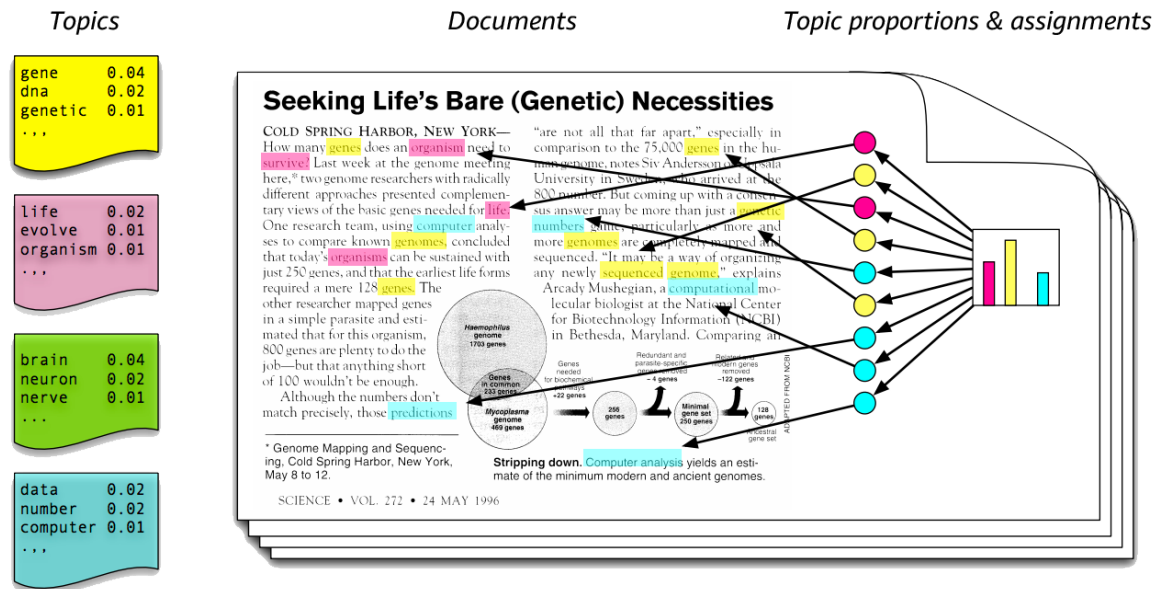 Topics
Documents
Topic proportions & assignments
gene 0.04
dna 0.02
genetic 0.01
.,,
life 0.02
evolve 0.01
organism 0.01
.,,
brain 0.04
neuron 0.02
nerve 0.01
...
data 0.02
number 0.02
computer 0.01
.,,
Seeking Life's Bare (Genetic) Necessities
COLD SPRING HARBOR, NEW YORK—
How many genes does an organism need to
survive? Last week at the genome meeting
here,* two genome researchers with radically
different approaches presented complemen-
tary views of the basic genes needed for life.
One research team, using computer analy-
ses to compare known genomes, concluded
that today's organisms can be sustained with
just 250 genes, and that the earliest life forms
required a mere 128 genes. The
other researcher mapped genes
in a simple parasite and esti-
mated that for this organism,
800 genes are plenty to do the
job—but that anything short
of 100 wouldn't be enough.
Although the numbers don't
match precisely, those predictions
* Genome Mapping and Sequenc-
ing, Cold Spring Harbor, New York,
May 8 to 12.
"are not all that far apart," especially in
comparison to the 75,000 genes in the hu-
man genome, notes Siv Andersson of Uppsala
University in Sweden, who arrived at the
800 number. But coming up with a consen-
sus answer may be more than just a genetic
numbers game, particularly as more and
more genomes are completely mapped and
sequenced. "It may be a way of organizing
any newly sequenced genome," explains
Arcady Mushegian, a computational mo-
lecular biologist at the National Center
for Biotechnology Information (NCBI)
in Bethesda, Maryland. Comparing an
Haemophilus
genome
1703 genes
Genes
in common
233 genes
Mycoplasma
genome
469 genes
Genes
needed
for biochemical
pathways
+22 genes
256
genes
Redundant and
parasite-specific
genes removed
– 4 genes
Minimal
gene set
250 genes
Related and
modern genes
removed
–122 genes
128
genes
Ancestral
gene set
ADAPTED FROM NCBI
Stripping down. Computer analysis yields an esti-
mate of the minimum modern and ancient genomes.
SCIENCE • VOL. 272 • 24 MAY 1996